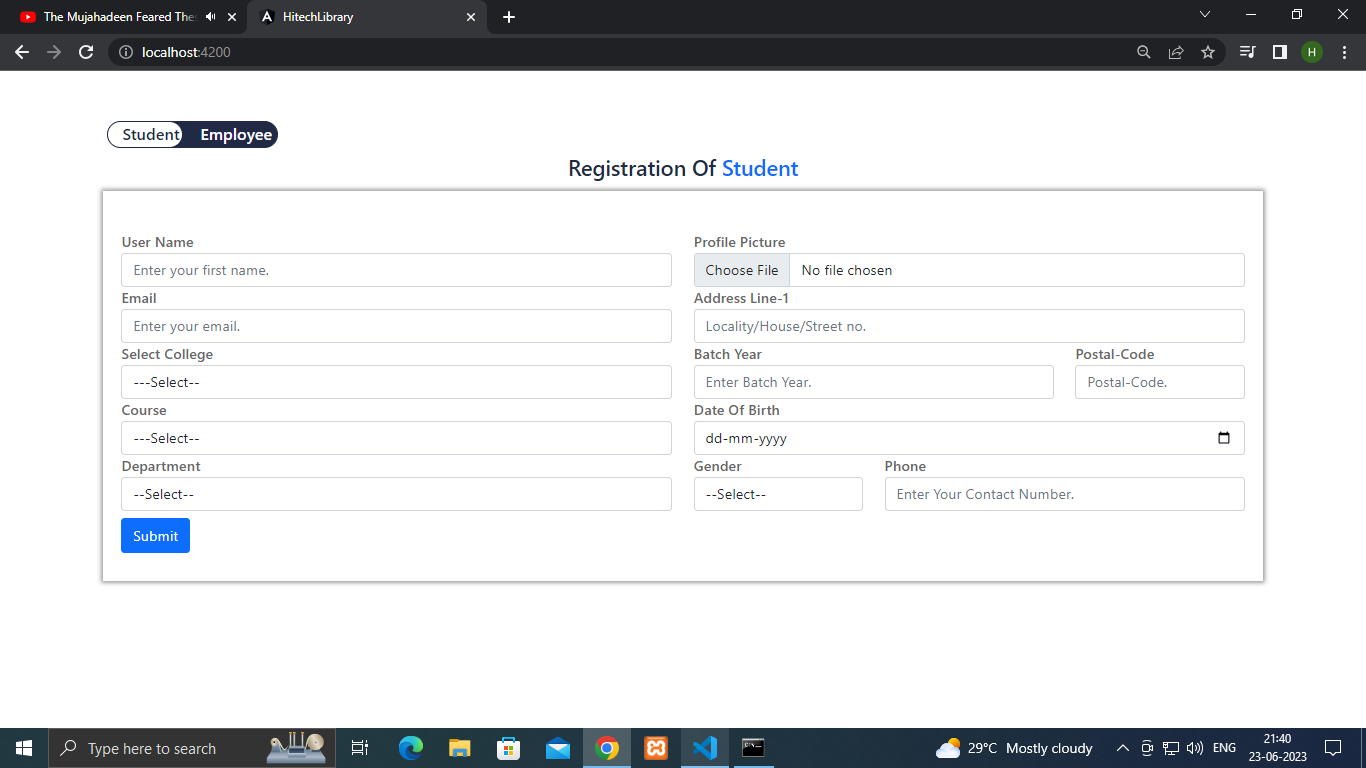 The Mujahadeen Feared Thes
HitechLibrary
localhost:4200
H
Student Employee
Registration Of Student
User Name
Profile Picture
Enter your first name.
Choose File No file chosen
Email
Address Line-1
Enter your email.
Locality/House/Street no.
Select College
Batch Year
Postal-Code
---Select--
Enter Batch Year.
Postal-Code.
Course
Date Of Birth
---Select--
dd-mm-yyyy
Department
Gender
Phone
--Select--
--Select--
Enter Your Contact Number.
Submit
Type here to search
29°C Mostly cloudy
ENG
21:40
23-06-2023